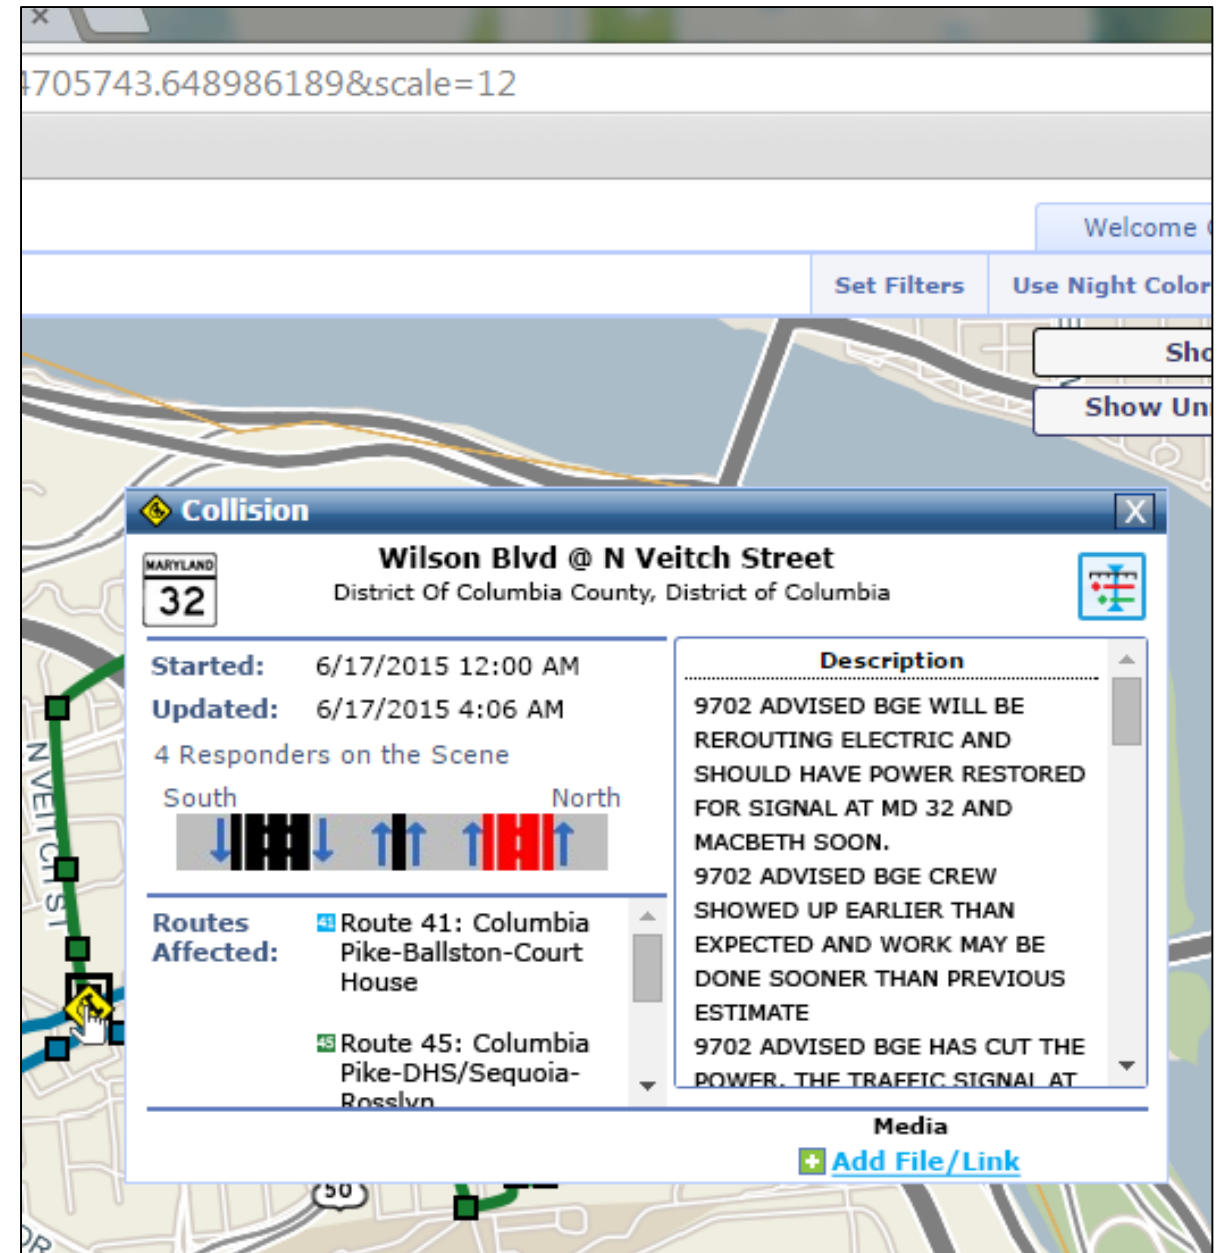 4705743.648986189&scale=12
Welcome
Set Filters
Use Night Color
Sho
Show Un
Collision
X
MARYLAND
32
Wilson Blvd @ N Veitch Street
District Of Columbia County, District of Columbia
Started: 6/17/2015 12:00 AM
Updated: 6/17/2015 4:06 AM
4 Responders on the Scene
South
North
Routes
Affected:
41 Route 41: Columbia
Pike-Ballston-Court
House
45 Route 45: Columbia
Pike-DHS/Sequoia-
Rosslyn
Description
9702 ADVISED BGE WILL BE
REROUTING ELECTRIC AND
SHOULD HAVE POWER RESTORED
FOR SIGNAL AT MD 32 AND
MACBETH SOON.
9702 ADVISED BGE CREW
SHOWED UP EARLIER THAN
EXPECTED AND WORK MAY BE
DONE SOONER THAN PREVIOUS
ESTIMATE
9702 ADVISED BGE HAS CUT THE
POWER. THE TRAFFIC SIGNAL AT
Media
Add File/Link
N VEITCH ST
50
DR